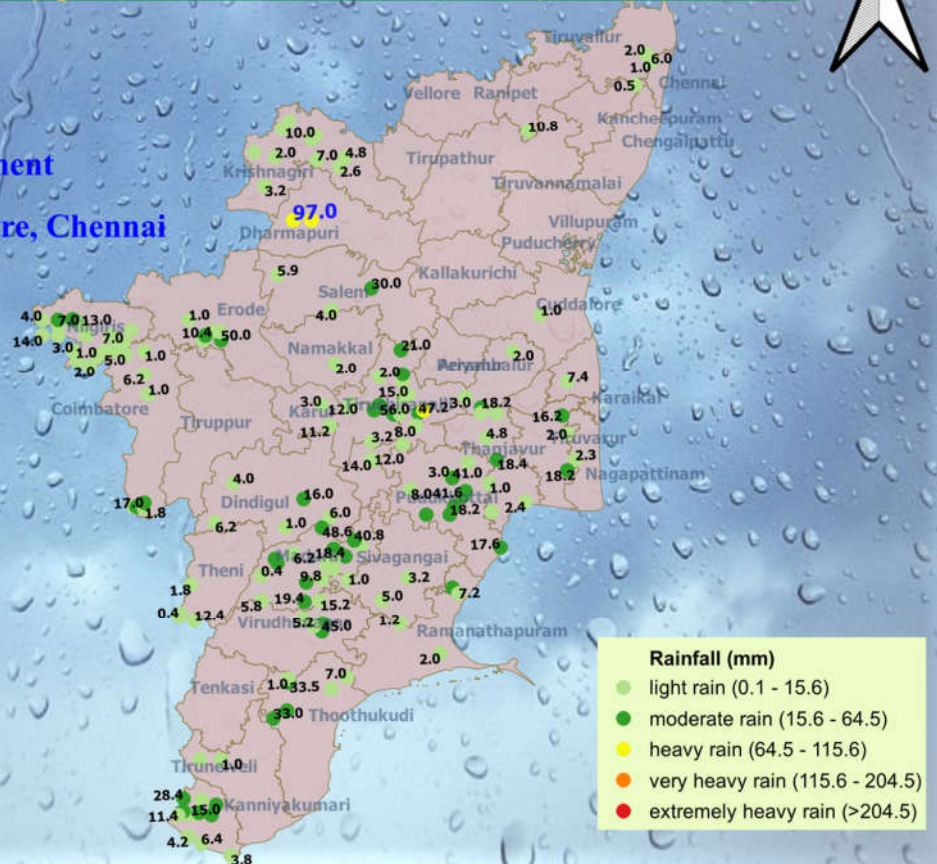 Tiruvallur
2.0
6.0
1.0
Chennai
0.5
Vellore
Ranipet
Kancheepuram
10.8
Chengalpattu
10.0
2.0
7.0
4.8
Tirupathur
Krishnagiri
2.6
3.2
Tiruvannamalai
ment
97.0
Villupuram
re, Chennai
Dharmapuri
Puducherry
5.9
Kallakurichi
Salem
30.0
Cuddalore
4.0
7.0
13.0
Nilgiris
1.0
Erode
4.0
1.0
14.0
3.0
7.0
10.4
50.0
1.0
5.0
1.0
2.0
Namakkal
21.0
2.0
2.0
2.0
6.2
1.0
7.4
Coimbatore
15.0
Karaikal
Tiruppur
3.0
Karur
12.0
56.0
47.2
3.0
18.2
16.2
11.2
3.2
8.0
4.8
2.0
Tiruvarur
Thanjavur
2.3
14.0
12.0
3.0
41.0
18.4
18.2
Nagapattinam
4.0
Dindigul
16.0
8.0
41.6
1.0
17.0
1.8
6.0
18.2
2.4
6.2
1.0
48.6
40.8
17.6
6.2
18.4
Sivagangai
Theni
0.4
9.8
1.0
3.2
1.8
7.2
5.8
19.4
15.2
5.0
0.4
12.4
Virudhunagar
5.2
45.0
1.2
Ramanathapuram
2.0
7.0
Tenkasi
1.0
33.5
33.0
Thoothukudi
Tirunelveli
1.0
28.4
11.4
15.0
Kanniyakumari
4.2
6.4
3.8
Rainfall (mm)
light rain (0.1 - 15.6)
moderate rain (15.6 - 64.5)
heavy rain (64.5 - 115.6)
very heavy rain (115.6 - 204.5)
extremely heavy rain (>204.5)